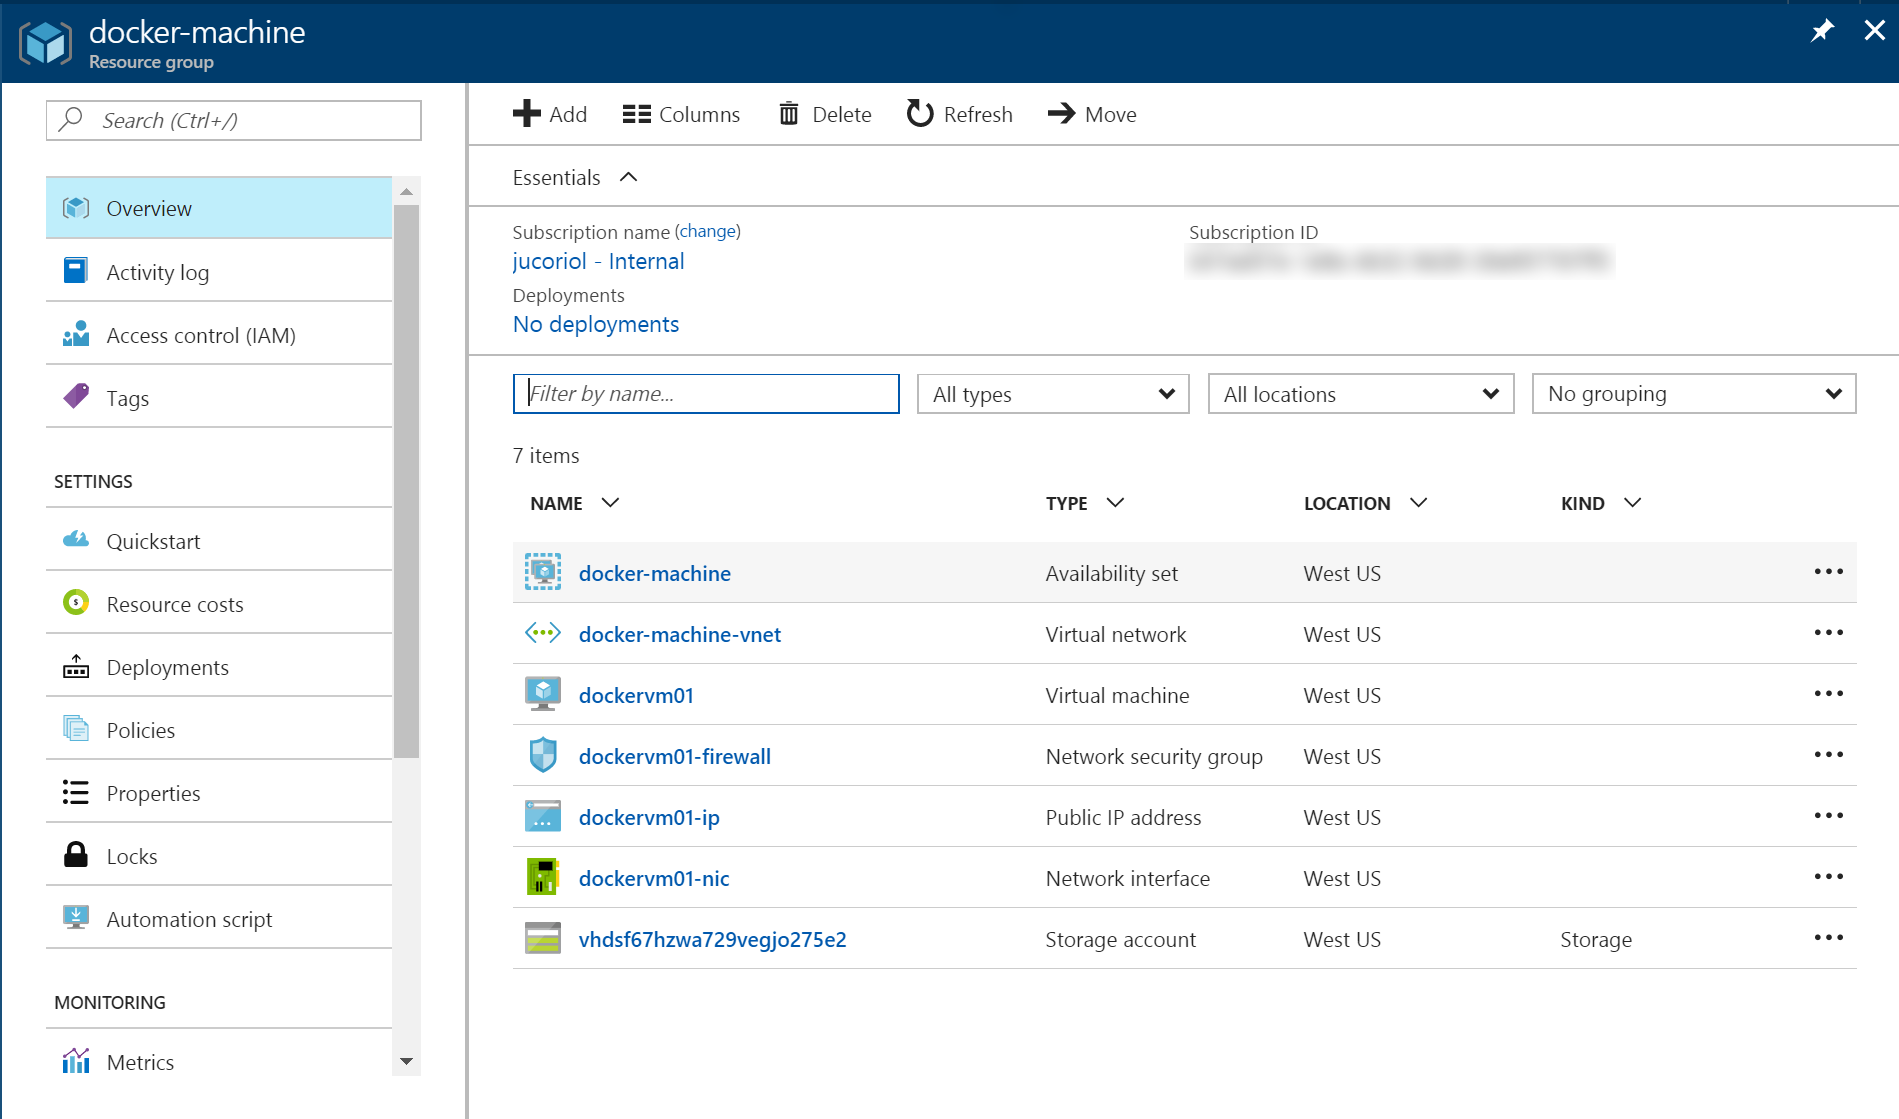 docker-machine
Resource group
Search (Ctrl+/)
Overview
Activity log
Access control (IAM)
Tags
SETTINGS
Quickstart
Resource costs
Deployments
Policies
Properties
Locks
Automation script
MONITORING
Metrics
Add Columns Delete Refresh Move
Essentials
Subscription name (change)
jucoriol - Internal
Deployments
No deployments
Subscription ID
Filter by name... All types All locations No grouping
7 items
NAME TYPE LOCATION KIND
docker-machine Availability set West US
docker-machine-vnet Virtual network West US
dockervm01 Virtual machine West US
dockervm01-firewall Network security group West US
dockervm01-ip Public IP address West US
dockervm01-nic Network interface West US
vhdsf67hzwa729vegjo275e2 Storage account West US Storage